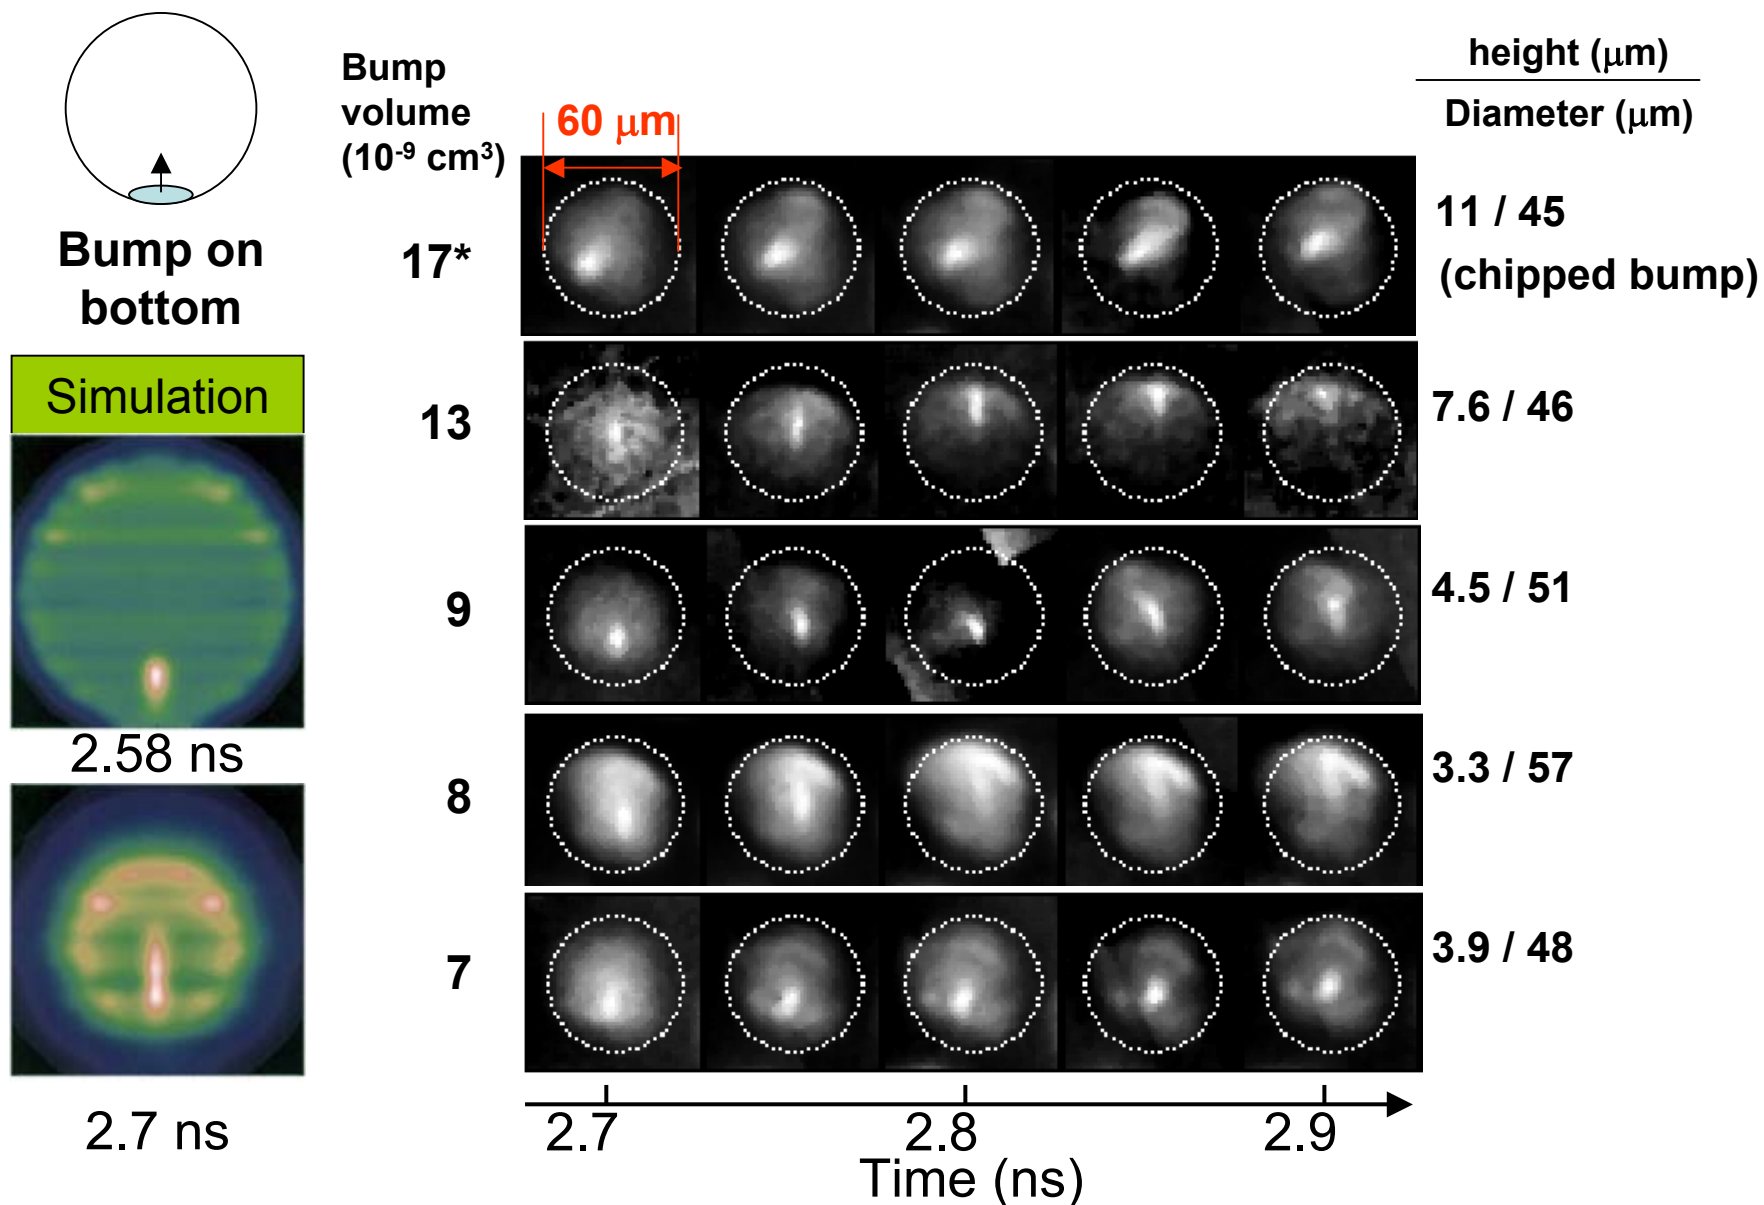 Bump
volume
(10⁻⁹ cm³)
60 μm
height (μm)
Diameter (μm)
Bump on
bottom
17*
11 / 45
(chipped bump)
Simulation
13
7.6 / 46
9
4.5 / 51
2.58 ns
8
3.3 / 57
7
3.9 / 48
2.7 ns
2.7 2.8 2.9
Time (ns)